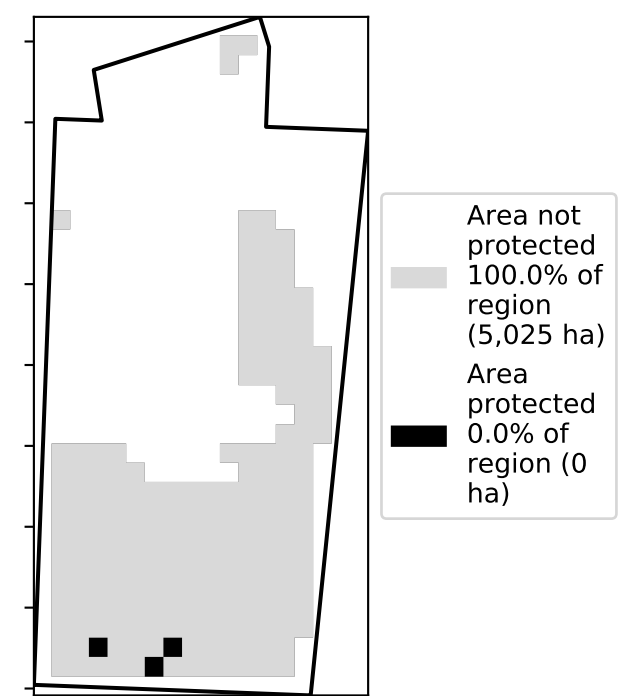 Area not
protected
100.0% of
region
(5,025 ha)
Area
protected
0.0% of
region (0
ha)